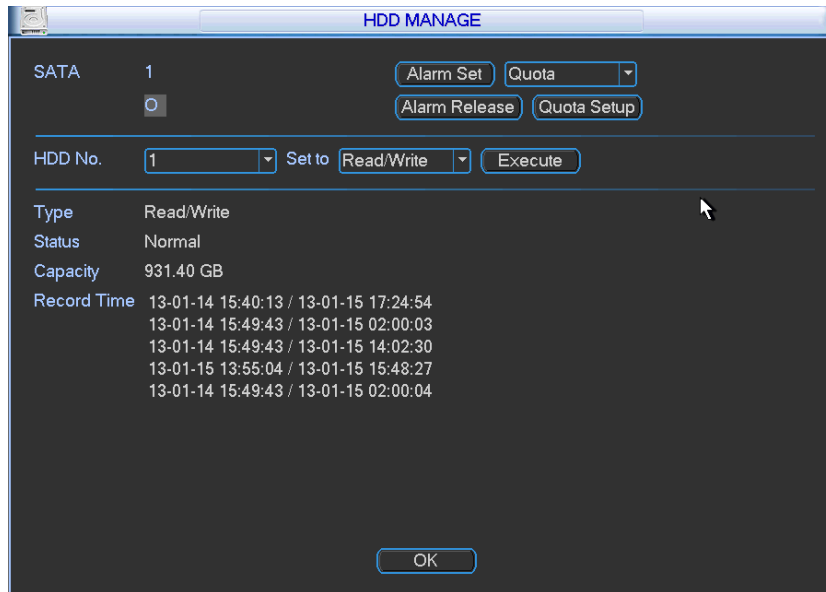 HDD MANAGE
SATA 1 Alarm Set Quota
O Alarm Release Quota Setup
HDD No. 1 Set to Read/Write Execute
Type Read/Write
Status Normal
Capacity 931.40 GB
Record Time 13-01-14 15:40:13 / 13-01-15 17:24:54
13-01-14 15:49:43 / 13-01-15 02:00:03
13-01-14 15:49:43 / 13-01-15 14:02:30
13-01-15 13:55:04 / 13-01-15 15:48:27
13-01-14 15:49:43 / 13-01-15 02:00:04
OK